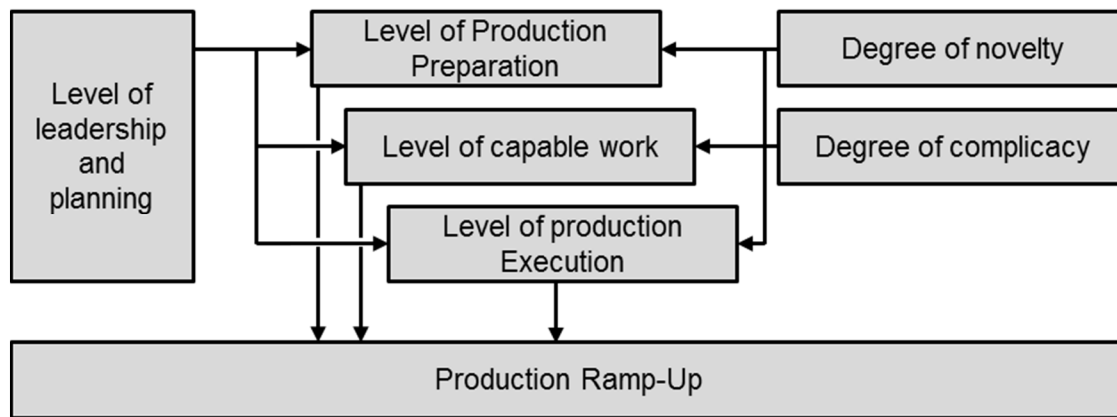 Level of
leadership
and
planning
Level of Production
Preparation
Level of capable work
Level of production
Execution
Degree of novelty
Degree of complicacy
Production Ramp-Up